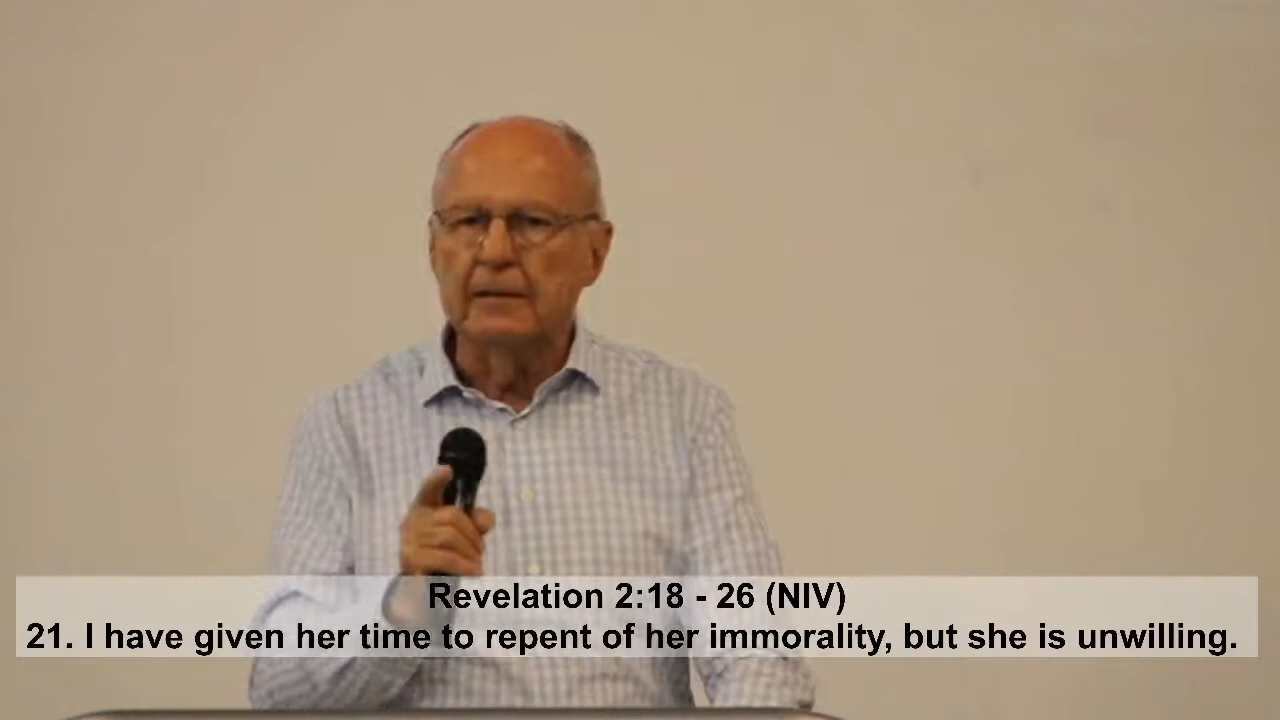 Revelation 2:18 - 26 (NIV)
21. I have given her time to repent of her immorality, but she is unwilling.